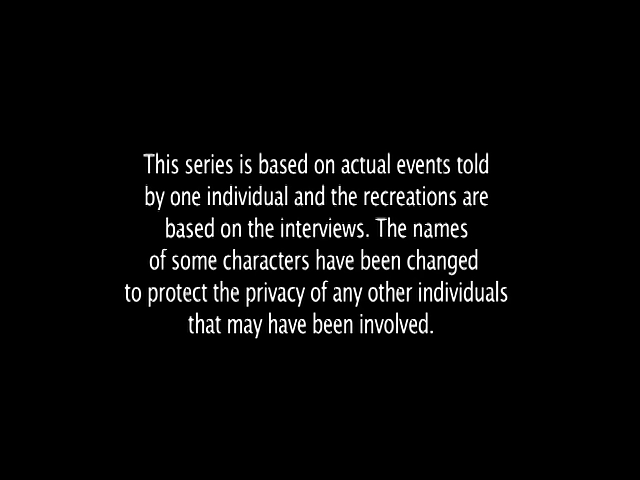 This series is based on actual events told
by one individual and the recreations are
based on the interviews. The names
of some characters have been changed
to protect the privacy of any other individuals
that may have been involved.